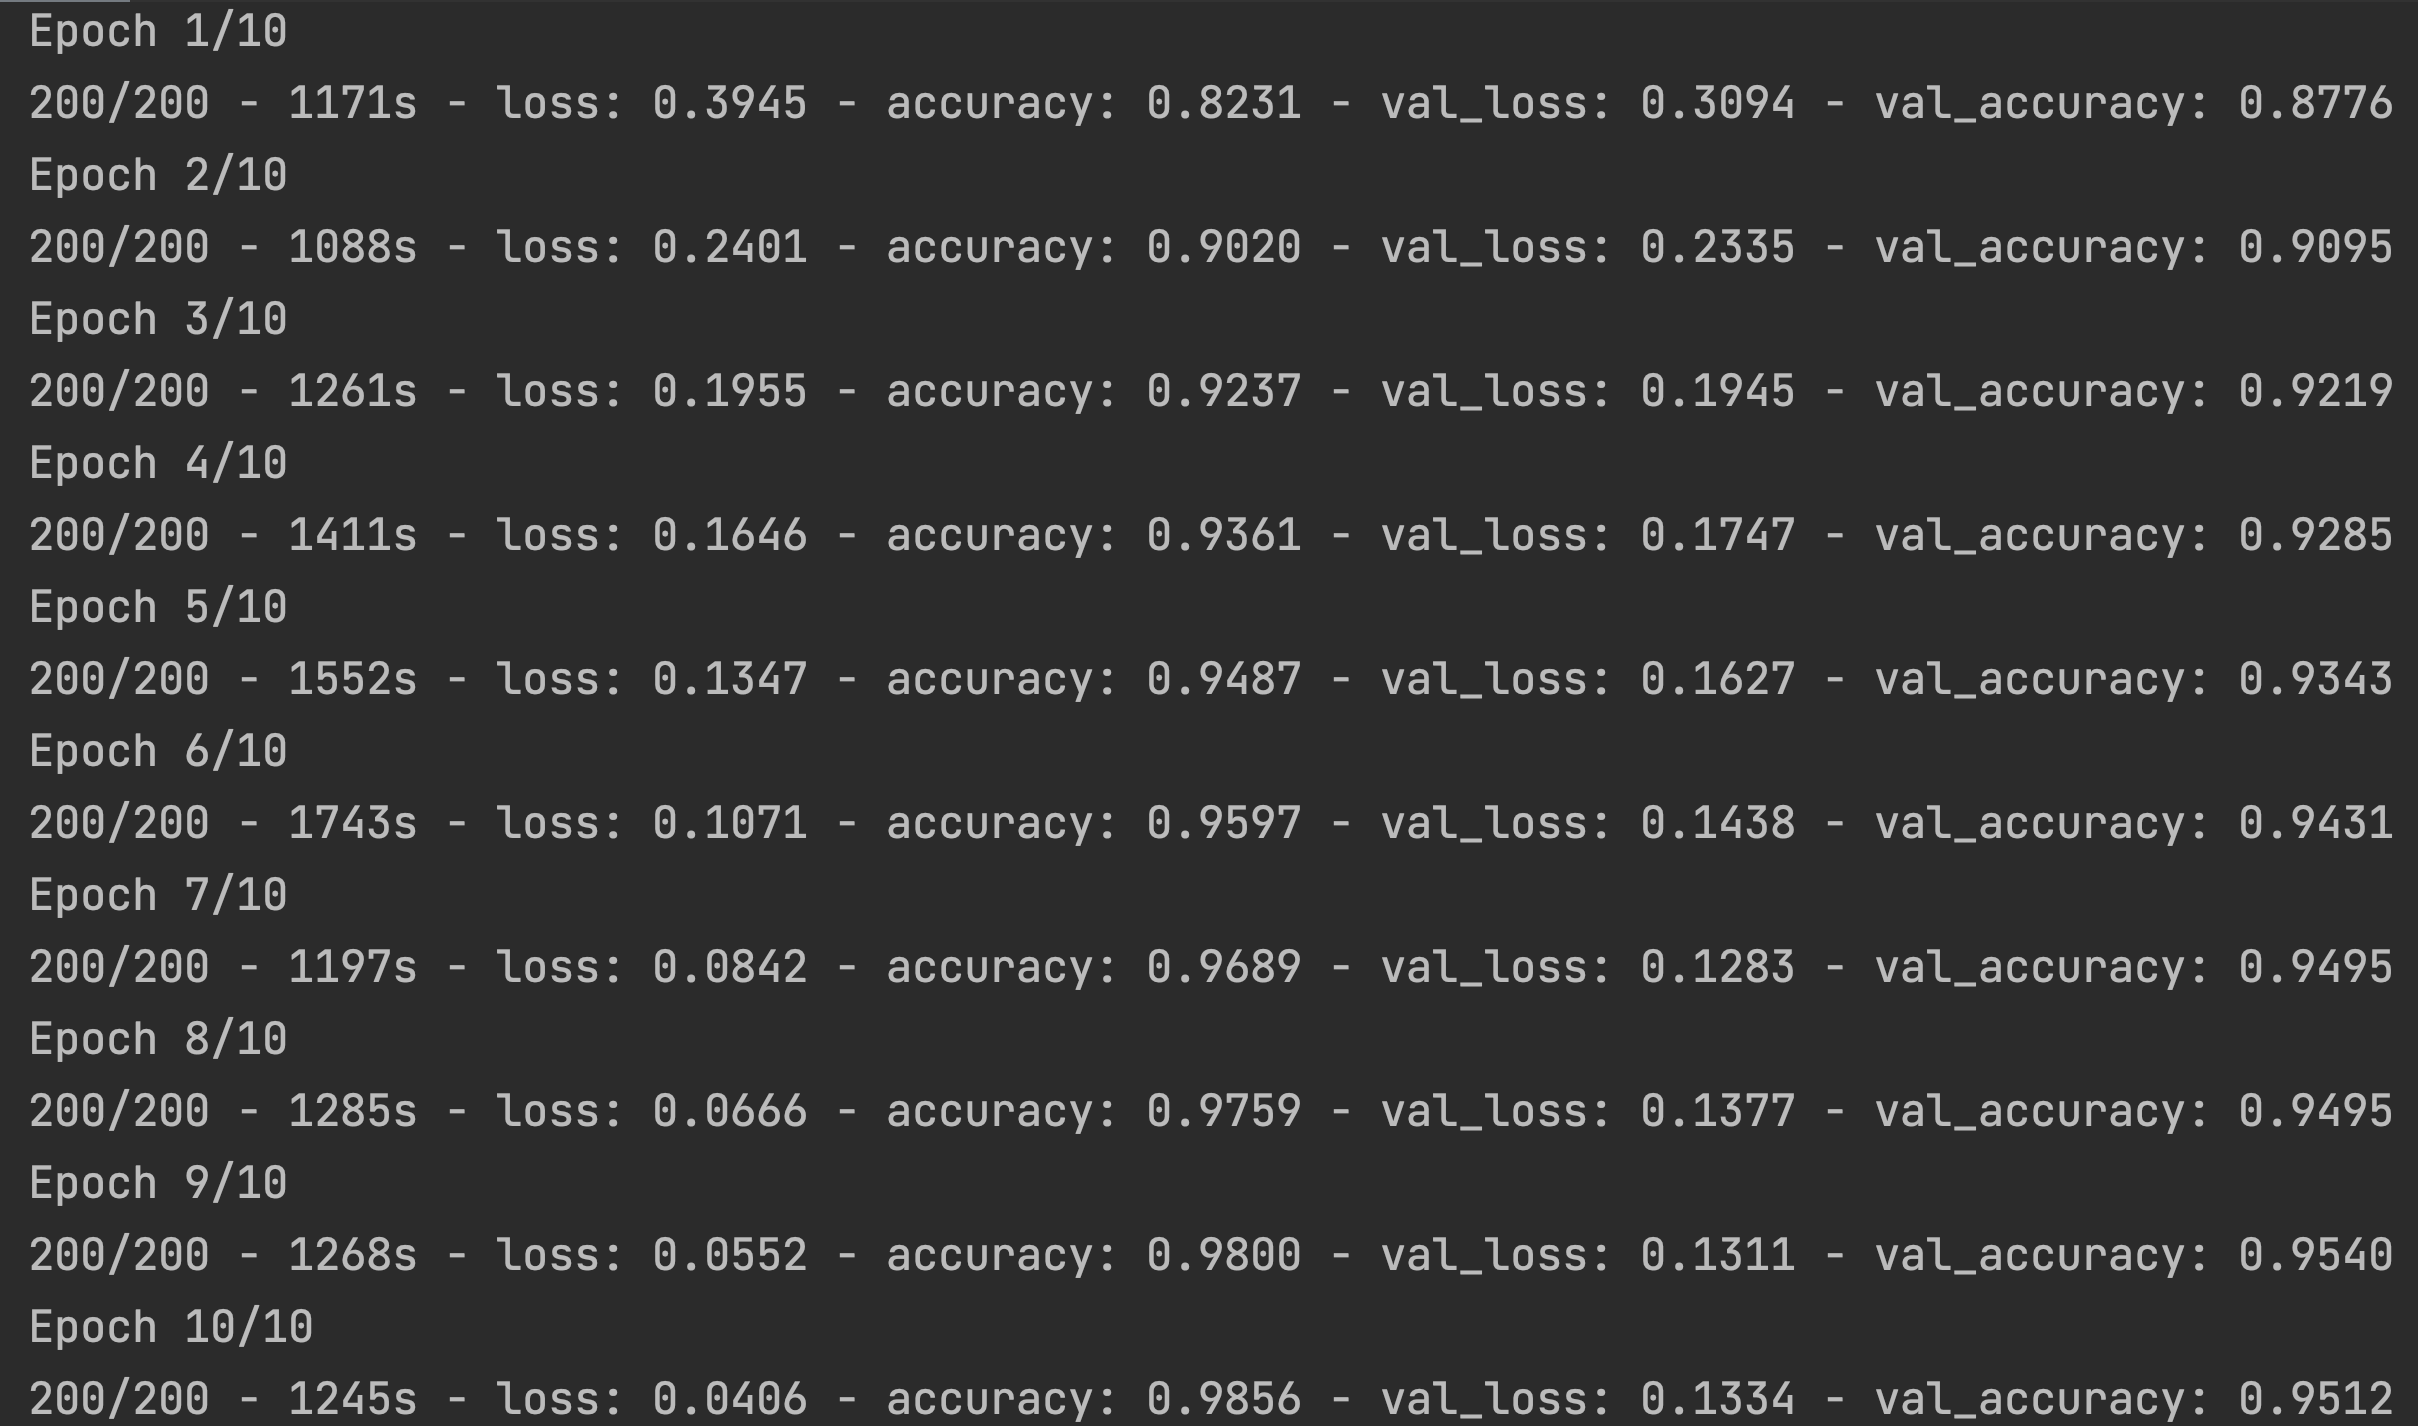 Epoch 1/10
200/200 - 1171s - loss: 0.3945 - accuracy: 0.8231 - val_loss: 0.3094 - val_accuracy: 0.8776
Epoch 2/10
200/200 - 1088s - loss: 0.2401 - accuracy: 0.9020 - val_loss: 0.2335 - val_accuracy: 0.9095
Epoch 3/10
200/200 - 1261s - loss: 0.1955 - accuracy: 0.9237 - val_loss: 0.1945 - val_accuracy: 0.9219
Epoch 4/10
200/200 - 1411s - loss: 0.1646 - accuracy: 0.9361 - val_loss: 0.1747 - val_accuracy: 0.9285
Epoch 5/10
200/200 - 1552s - loss: 0.1347 - accuracy: 0.9487 - val_loss: 0.1627 - val_accuracy: 0.9343
Epoch 6/10
200/200 - 1743s - loss: 0.1071 - accuracy: 0.9597 - val_loss: 0.1438 - val_accuracy: 0.9431
Epoch 7/10
200/200 - 1197s - loss: 0.0842 - accuracy: 0.9689 - val_loss: 0.1283 - val_accuracy: 0.9495
Epoch 8/10
200/200 - 1285s - loss: 0.0666 - accuracy: 0.9759 - val_loss: 0.1377 - val_accuracy: 0.9495
Epoch 9/10
200/200 - 1268s - loss: 0.0552 - accuracy: 0.9800 - val_loss: 0.1311 - val_accuracy: 0.9540
Epoch 10/10
200/200 - 1245s - loss: 0.0406 - accuracy: 0.9856 - val_loss: 0.1334 - val_accuracy: 0.9512